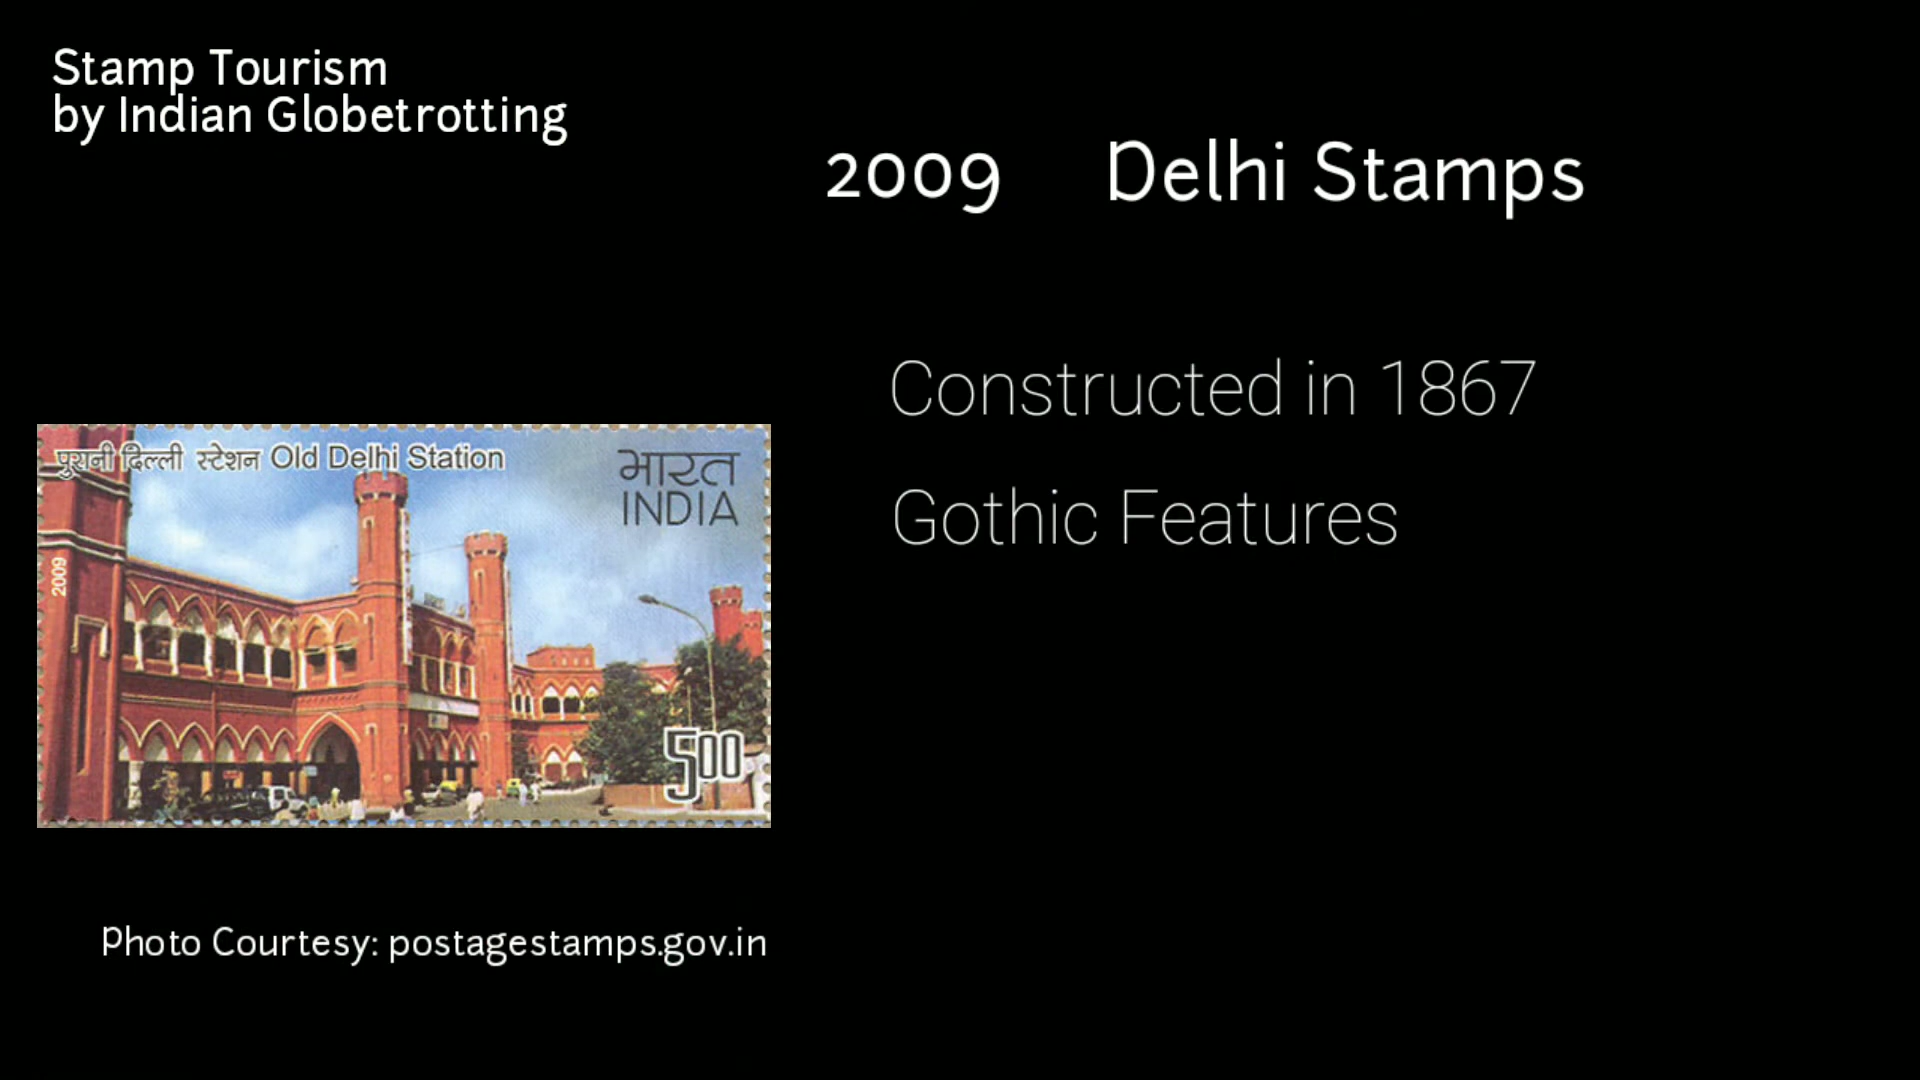 Stamp Tourism
by Indian Globetrotting
2009 Delhi Stamps
Constructed in 1867
Gothic Features
पुरानी दिल्ली स्टेशन Old Delhi Station
भारत
INDIA
2009
500
Photo Courtesy: postagestamps.gov.in